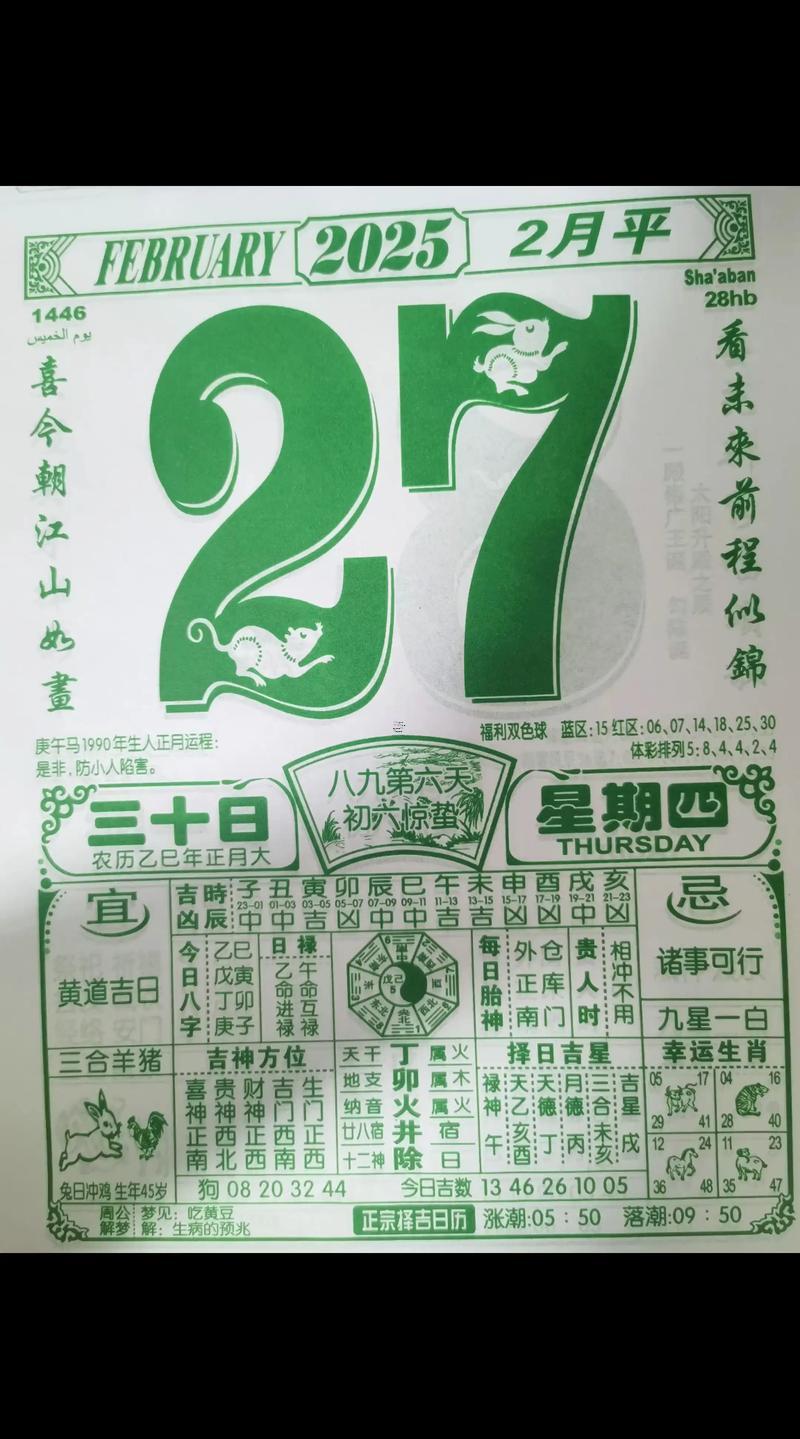 FEBRUARY 2025 2月平
1446
يوم الخميس
Sha'aban
28hb
27
喜今朝江山如畫
看未來前程似錦
庚午马1990年生人正月运程:
是非,防小人陷害。
福利双色球 蓝区:15 红区:06、07、14、18、25、30
体彩排列5:8、4、4、2、4
三十日
农历乙巳年正月大
八九第六天
初六惊蛰
星期四
THURSDAY
宜
黄道吉日
三合羊猪
兔日冲鸡 生年45岁
吉凶 時辰
子 丑 寅 卯 辰 巳 午 未 申 酉 戌 亥
23-01 01-03 03-05 05-07 07-09 09-11 11-13 13-15 15-17 17-19 19-21 21-23
中 中 吉 凶 中 中 吉 吉 凶 凶 中 凶
忌
诸事可行
九星一白
今日八字
乙巳
戊寅
丁卯
庚子
日禄
乙命进禄
午命互禄
每日胎神
外正南
仓库门
贵人时
相冲不用
吉神方位
喜神正南
贵神西北
财神正西
吉门西南
生门正西
天干 丁 属火
地支 卯 属木
纳音 火 属火
廿八宿 井 宿
十二神 除 日
择日吉星
禄神 午
天乙 亥酉
天德 丁
月德 丙
三合 未亥
吉星 戌
幸运生肖
05 17 29 41
04 16 28 40
12 24 36 48
11 23 35 47
狗 08 20 32 44 今日吉数 13 46 26 10 05
周公解梦 梦见:吃黄豆
解:生病的预兆
正宗择吉日历 涨潮:05:50 落潮:09:50